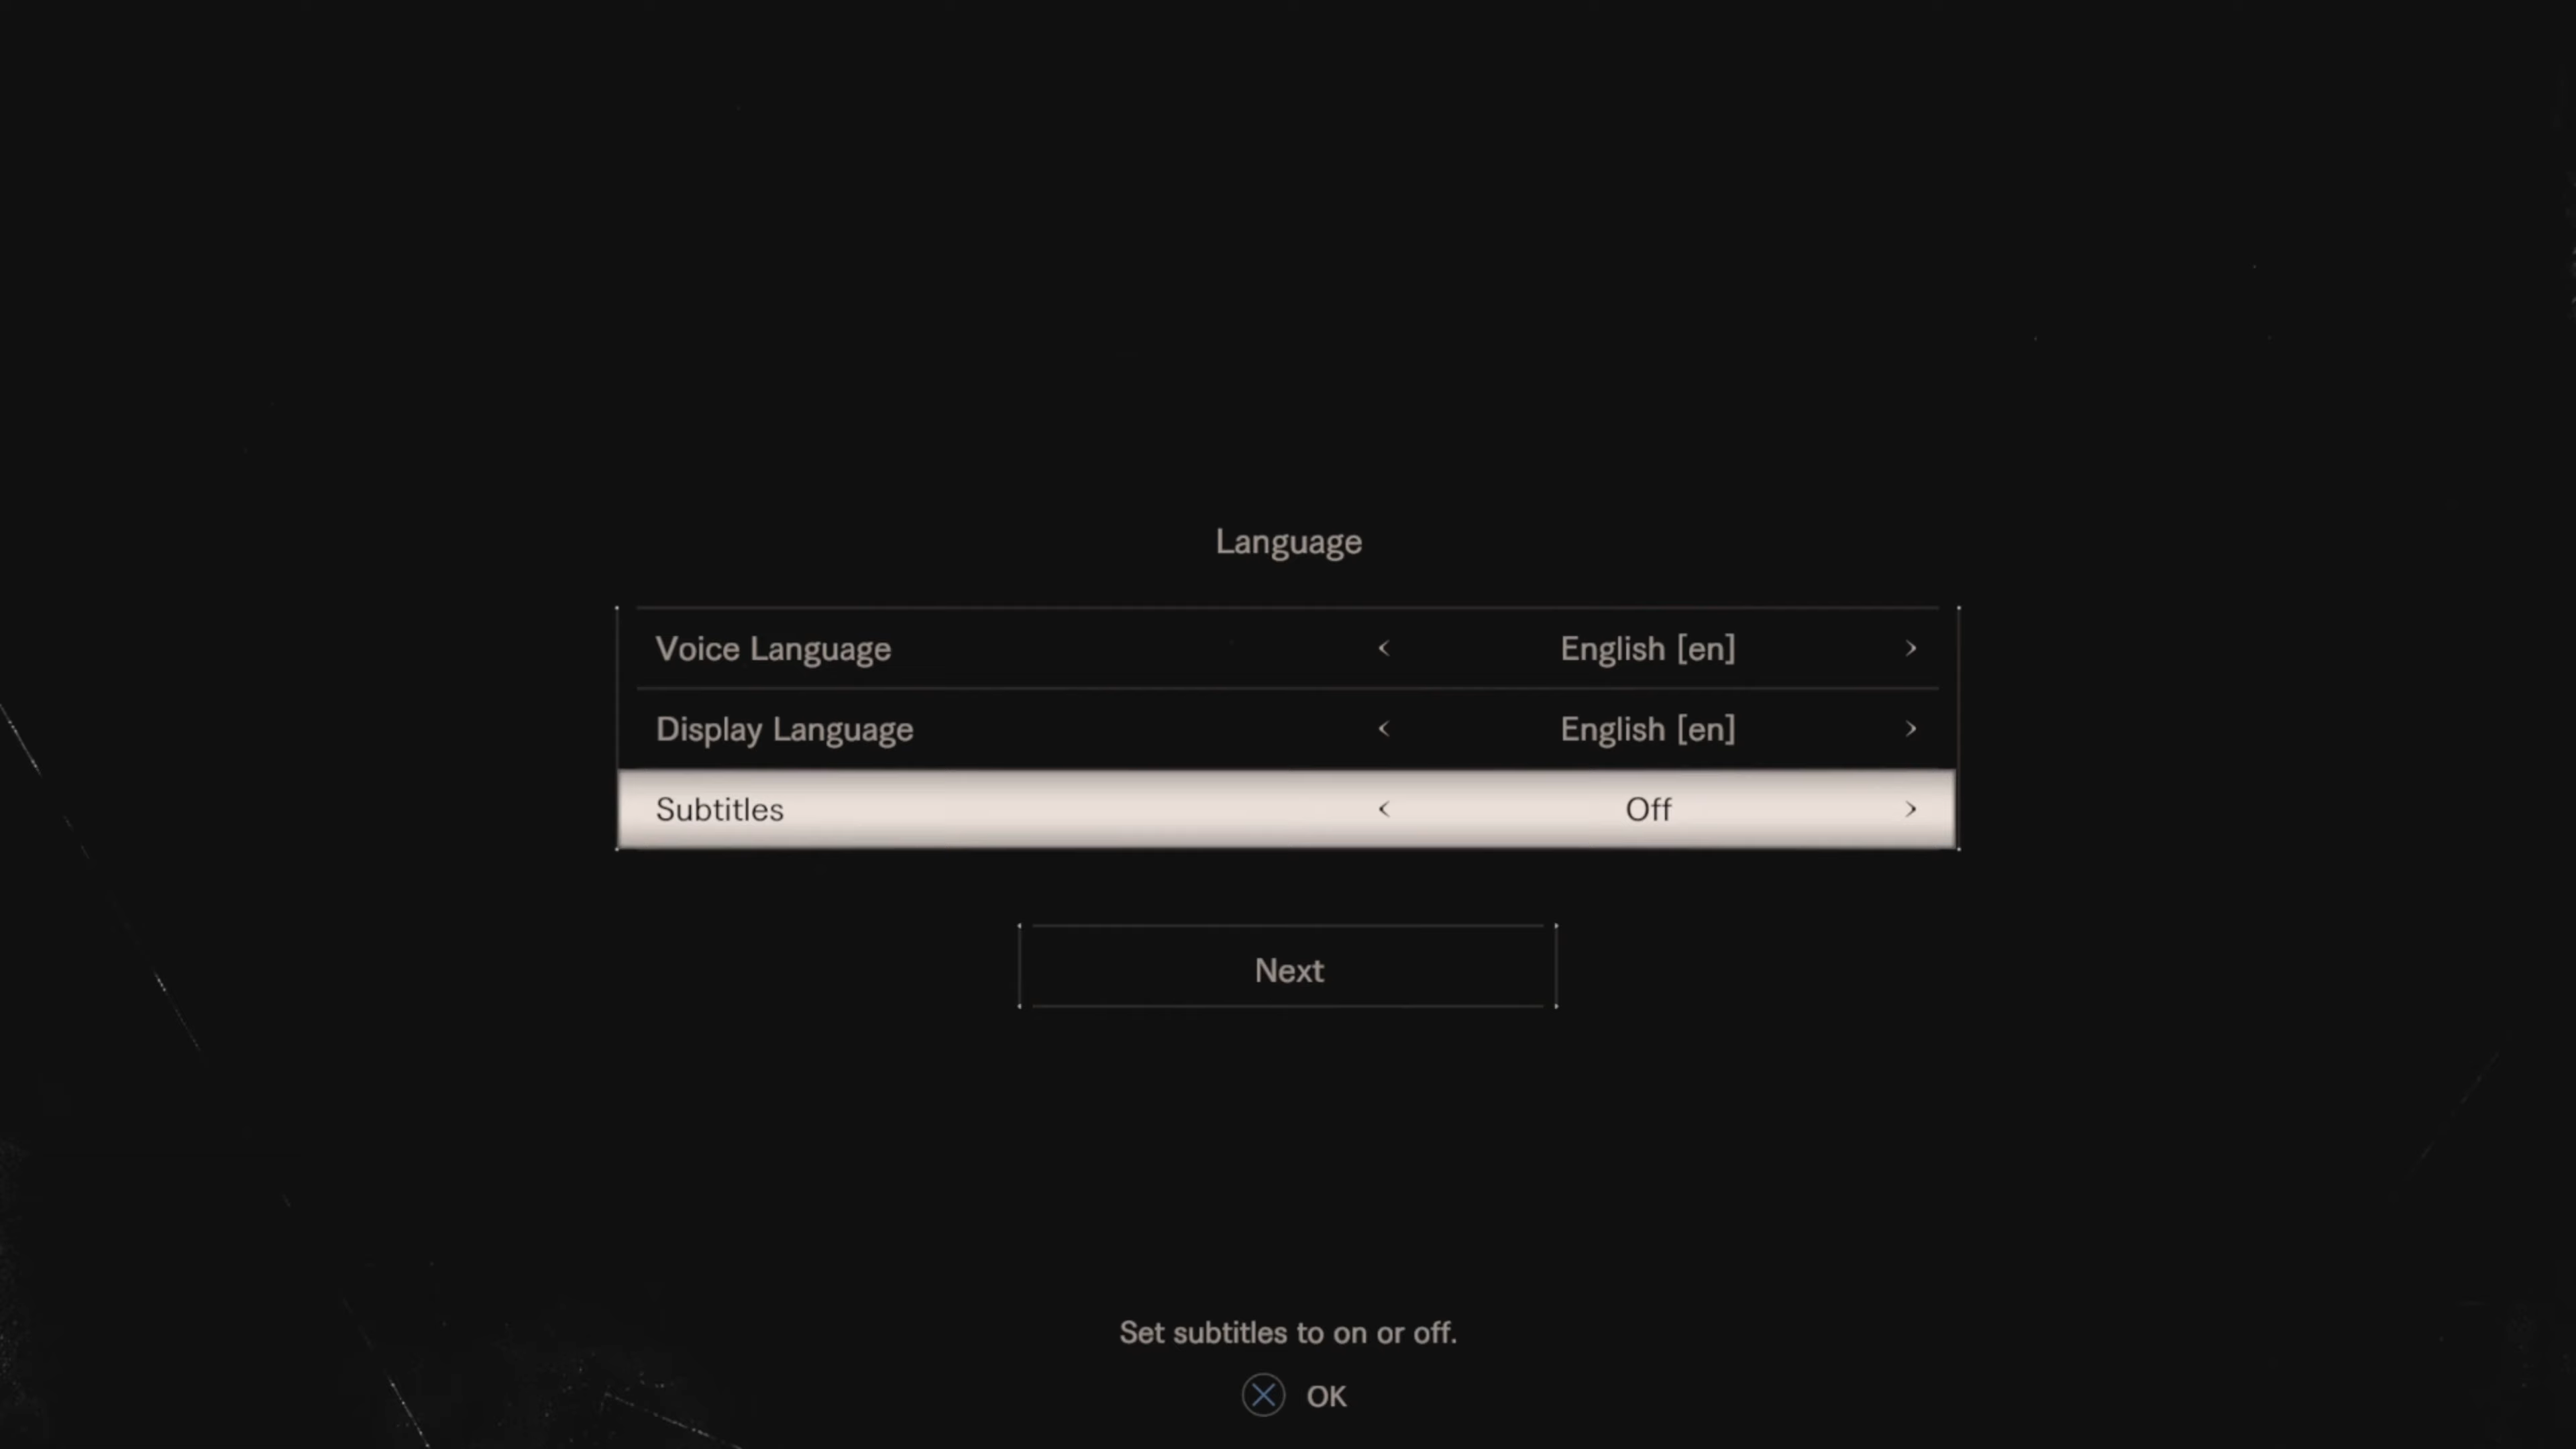 Language
Voice Language < English [en] >
Display Language < English [en] >
Subtitles < Off >
Next
Set subtitles to on or off.
OK